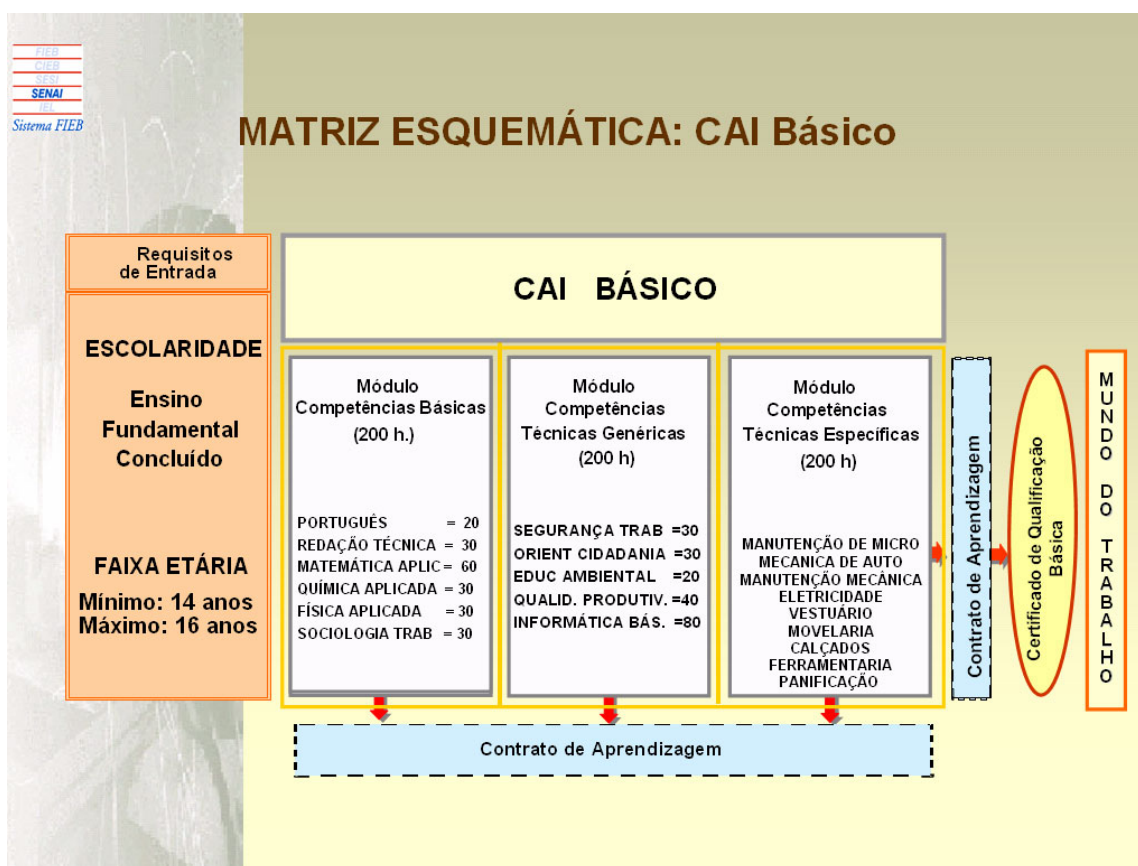 FIEB
CIEB
SESI
SENAI
IEL
Sistema FIEB
MATRIZ ESQUEMÁTICA: CAI Básico
Requisitos
de Entrada
ESCOLARIDADE
Ensino
Fundamental
Concluído
FAIXA ETÁRIA
Mínimo: 14 anos
Máximo: 16 anos
CAI BÁSICO
Módulo
Competências Básicas
(200 h.)
PORTUGUÊS = 20
REDAÇÃO TÉCNICA = 30
MATEMÁTICA APLIC = 60
QUÍMICA APLICADA = 30
FÍSICA APLICADA = 30
SOCIOLOGIA TRAB = 30
Módulo
Competências
Técnicas Genéricas
(200 h)
SEGURANÇA TRAB =30
ORIENT CIDADANIA =30
EDUC AMBIENTAL =20
QUALID. PRODUTIV. =40
INFORMÁTICA BÁS. =80
Módulo
Competências
Técnicas Específicas
(200 h)
MANUTENÇÃO DE MICRO
MECANICA DE AUTO
MANUTENÇÃO MECÂNICA
ELETRICIDADE
VESTUÁRIO
MOVELARIA
CALÇADOS
FERRAMENTARIA
PANIFICAÇÃO
Contrato de Aprendizagem
Certificado de Qualificação
Básica
MUNDO DO TRABALHO
Contrato de Aprendizagem